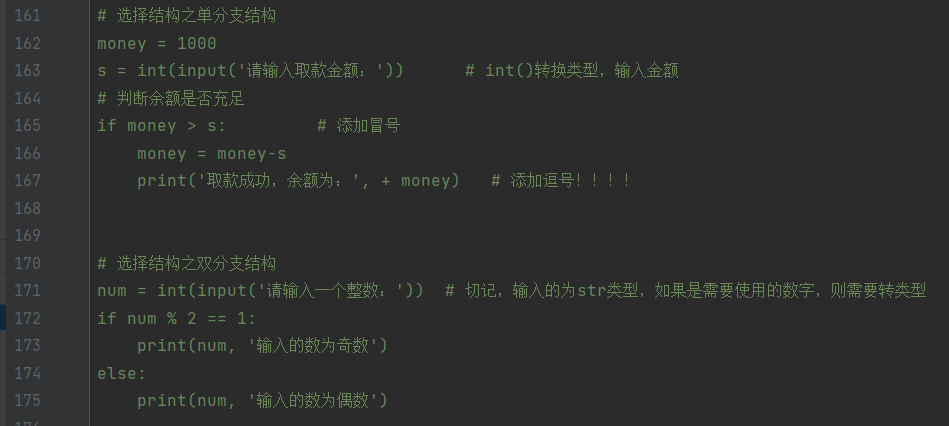 161 # 选择结构之单分支结构
162 money = 1000
163 s = int(input('请输入取款金额：')) # int()转换类型，输入金额
164 # 判断余额是否充足
165 if money > s: # 添加冒号
166 money = money-s
167 print('取款成功，余额为：', + money) # 添加逗号！！！！
168
169
170 # 选择结构之双分支结构
171 num = int(input('请输入一个整数：')) # 切记，输入的为str类型，如果是需要使用的数字，则需要转类型
172 if num % 2 == 1:
173 print(num, '输入的数为奇数')
174 else:
175 print(num, '输入的数为偶数')